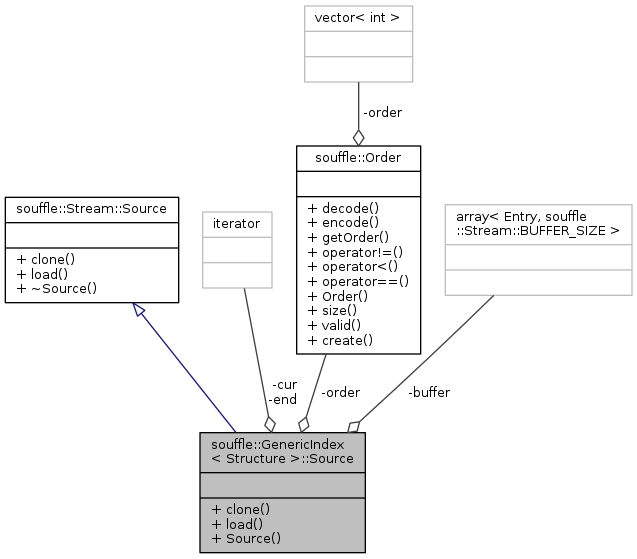 vector< int >
-order
souffle::Order
+ decode()
+ encode()
+ getOrder()
+ operator!=()
+ operator<()
+ operator==()
+ Order()
+ size()
+ valid()
+ create()
souffle::Stream::Source
+ clone()
+ load()
+ ~Source()
iterator
array< Entry, souffle
::Stream::BUFFER_SIZE >
-cur
-end
-order
-buffer
souffle::GenericIndex
< Structure >::Source
+ clone()
+ load()
+ Source()